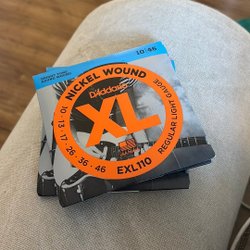 10-46
NICKEL WOUND
D'Addario
XL
10·13·17·26·36·46
EXL110
REGULAR LIGHT GAUGE